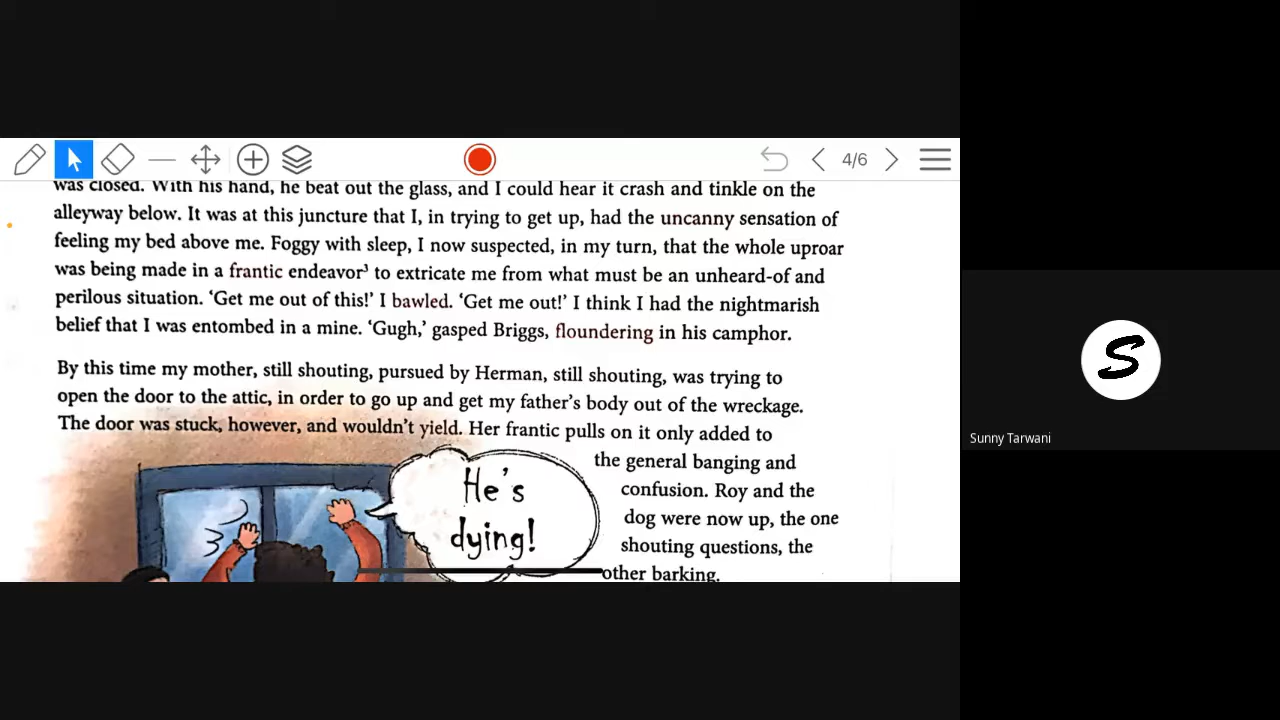 4/6
was closed. With his hand, he beat out the glass, and I could hear it crash and tinkle on the
alleyway below. It was at this juncture that I, in trying to get up, had the uncanny sensation of
feeling my bed above me. Foggy with sleep, I now suspected, in my turn, that the whole uproar
was being made in a frantic endeavor³ to extricate me from what must be an unheard-of and
perilous situation. ‘Get me out of this!’ I bawled. ‘Get me out!’ I think I had the nightmarish
belief that I was entombed in a mine. ‘Gugh,’ gasped Briggs, floundering in his camphor.
By this time my mother, still shouting, pursued by Herman, still shouting, was trying to
open the door to the attic, in order to go up and get my father’s body out of the wreckage.
The door was stuck, however, and wouldn’t yield. Her frantic pulls on it only added to
the general banging and
confusion. Roy and the
dog were now up, the one
shouting questions, the
other barking.
He’s
dying!
S
Sunny Tarwani